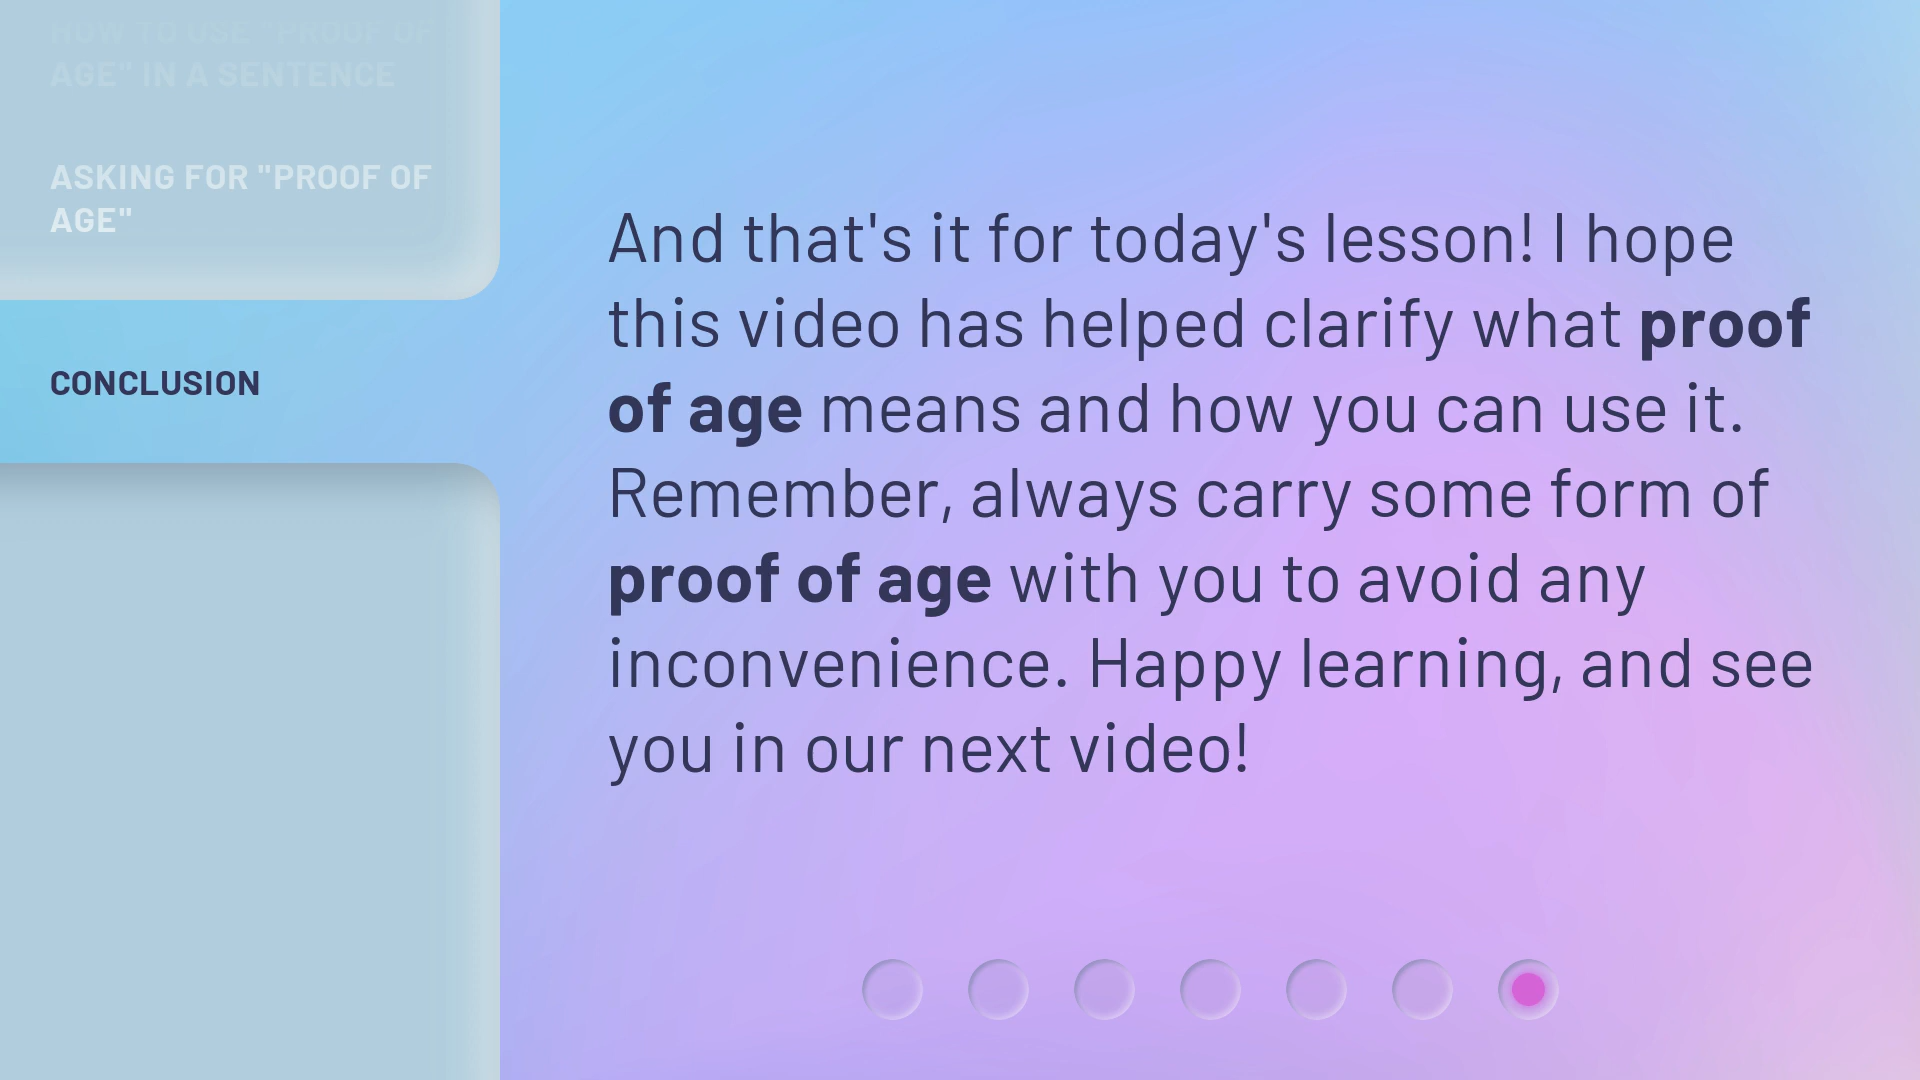 HOW TO USE "PROOF OF
AGE" IN A SENTENCE
ASKING FOR "PROOF OF
AGE"
CONCLUSION
And that's it for today's lesson! I hope
this video has helped clarify what proof
of age means and how you can use it.
Remember, always carry some form of
proof of age with you to avoid any
inconvenience. Happy learning, and see
you in our next video!